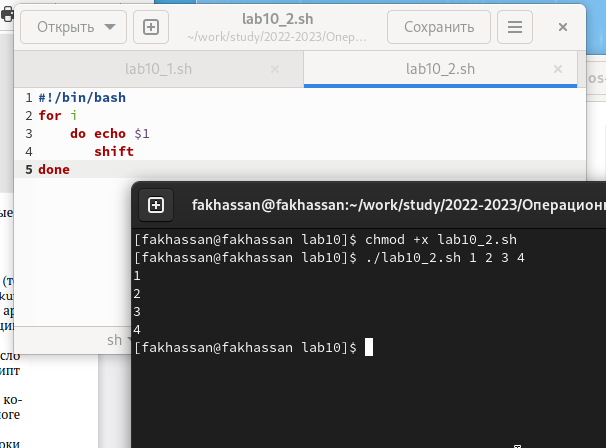 Открыть
lab10_2.sh
~/work/study/2022-2023/Опер…
Сохранить
lab10_1.sh ×
lab10_2.sh ×
1 #!/bin/bash
2 for i
3 do echo $1
4 shift
5 done
sh
fakhassan@fakhassan:~/work/study/2022-2023/Операционн
[fakhassan@fakhassan lab10]$ chmod +x lab10_2.sh
[fakhassan@fakhassan lab10]$ ./lab10_2.sh 1 2 3 4
1
2
3
4
[fakhassan@fakhassan lab10]$